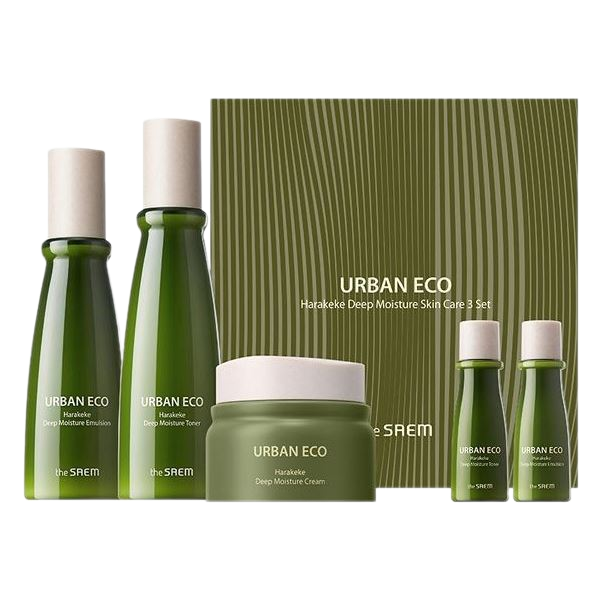 URBAN ECO
Harakeke Deep Moisture Skin Care 3 Set
the SAEM
URBAN ECO
Harakeke
Deep Moisture Emulsion
the SAEM
URBAN ECO
Harakeke
Deep Moisture Toner
the SAEM
URBAN ECO
Harakeke
Deep Moisture Cream
URBAN ECO
Harakeke
Deep Moisture Toner
the SAEM
URBAN ECO
Harakeke
Deep Moisture Emulsion
the SAEM